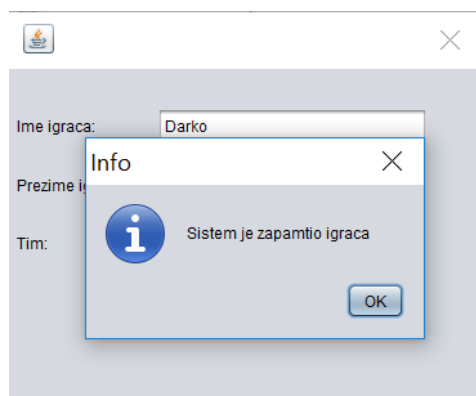 Ime igraca:
Darko
Info
Prezime
Sistem je zapamtio igraca
Tim:
OK